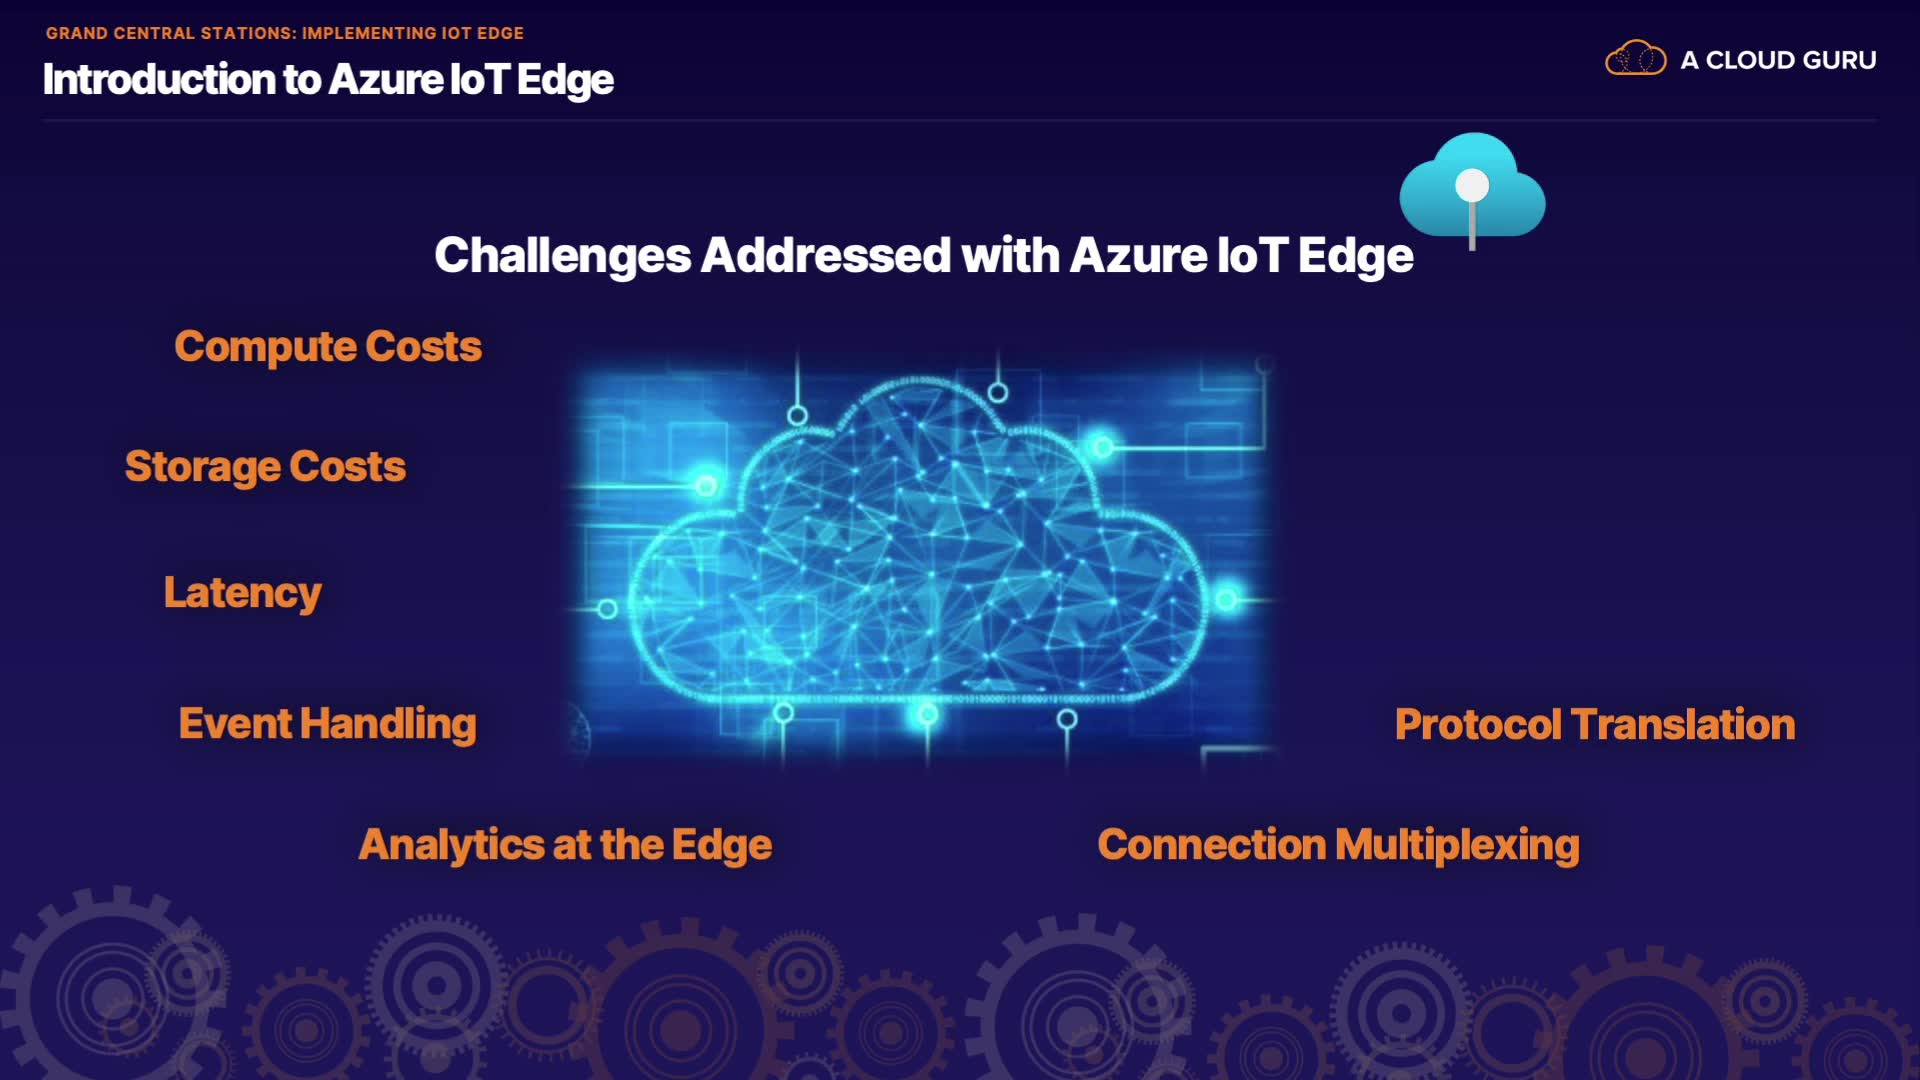 GRAND CENTRAL STATIONS: IMPLEMENTING IOT EDGE
Introduction to Azure IoT Edge
A CLOUD GURU
Challenges Addressed with Azure IoT Edge
Compute Costs
Storage Costs
Latency
Event Handling
Protocol Translation
Analytics at the Edge
Connection Multiplexing